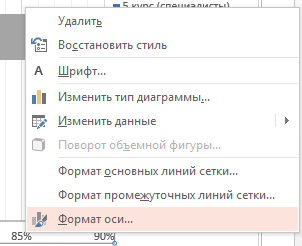 5 курс (специалисты)
Удалить
Восстановить стиль
Шрифт...
Изменить тип диаграммы...
Изменить данные
Поворот объемной фигуры...
Формат основных линий сетки...
Формат промежуточных линий сетки...
Формат оси...
85% 90%